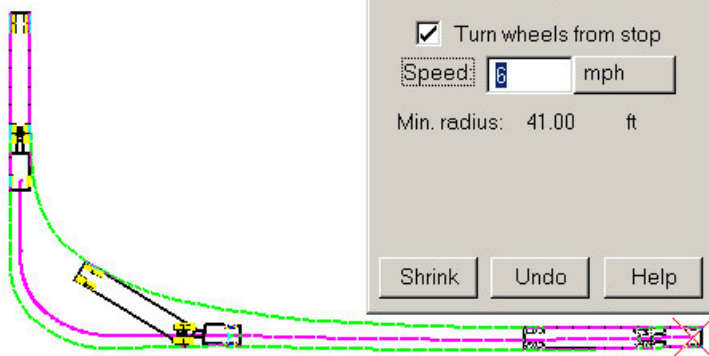 Turn wheels from stop
Speed: 6 mph
Min. radius: 41.00 ft
Shrink Undo Help